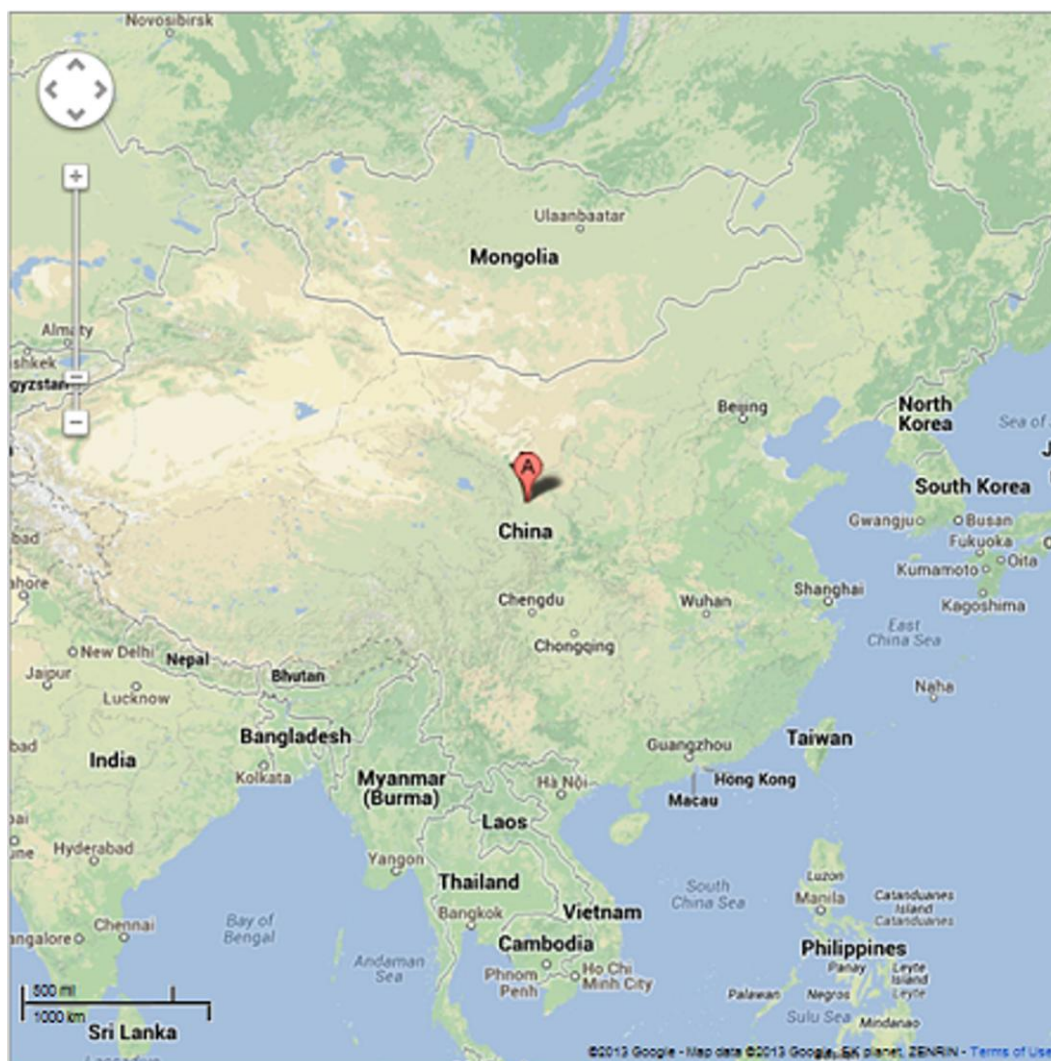 Novosibirsk
Ulaanbaatar
Mongolia
Almaty
shkek
gyzstan
Beijing
North
Korea
Sea of
A
South Korea
China
Gwangju
Busan
Fukuoka
Oita
Kumamoto
Kagoshima
bad
ahore
Chengdu
Wuhan
Shanghai
Chongqing
East
China Sea
New Delhi
Nepal
Bhutan
Jaipur
Lucknow
Naha
bad
Bangladesh
India
Kolkata
Myanmar
(Burma)
Guangzhou
Taiwan
Hà Nội
Hong Kong
Macau
Laos
Hyderabad
Yangon
Thailand
Luzon
Manila
South
China Sea
Catanduanes
Island
Catanduanes
Chennai
angalore
Bay of
Bengal
Bangkok
Vietnam
Cambodia
Philippines
Andaman
Sea
Phnom
Penh
Ho Chi
Minh City
Panay
Leyte
Island
Leyte
Palawan
Negros
Sulu Sea
Mindanao
500 mi
1000 km
Sri Lanka
©2013 Google - Map data ©2013 Google, SK planet, ZENRIN - Terms of Use